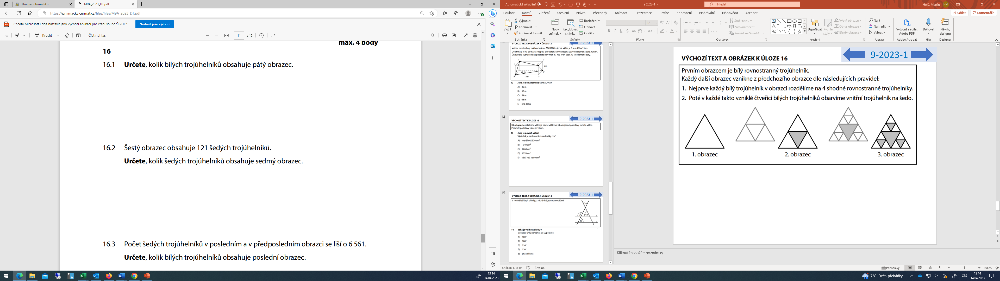 Umíme informatiku
M9A_2023_DT.pdf
https://prijimacky.cermat.cz/files/files/M9A_2023_DT.pdf
Chcete Microsoft Edge nastavit jako výchozí aplikaci pro čtení souborů PDF?
Nastavit jako výchozí
Kreslit
Číst nahlas
11 z 12
max. 4 body
16
16.1 Určete, kolik bílých trojúhelníků obsahuje pátý obrazec.
16.2 Šestý obrazec obsahuje 121 šedých trojúhelníků.
Určete, kolik šedých trojúhelníků obsahuje sedmý obrazec.
16.3 Počet šedých trojúhelníků v posledním a v předposledním obrazci se liší o 6 561.
Určete, kolik bílých trojúhelníků obsahuje poslední obrazec.
13:14
14.04.2023
Automatické ukládání
9 2023-1
Hledat
Holý, Martin HM
Soubor Domů Vložení Kreslení Návrh Přechody Animace Prezentace Revize Zobrazení Nahrávání Nápověda Acrobat
Sdílet Komentáře
Vložit
Vyjmout
Kopírovat
Kopírovat formát
Schránka
Nový snímek
Recyklovat snímky
Rozložení
Obnovit
Oddíl
Snímky
12
Písmo
Směr textu
Zarovnat text
Převést na SmartArt
Odstavec
Uspořádat
Rychlé styly
Výplň obrazce
Obrys obrazce
Efekty obrazce
Kreslení
Najít
Nahradit
Vybrat
Úpravy
Vytvořit a sdílet Adobe PDF
Adobe Acrobat
Diktovat
Hlas
Návrhy designu
Designer
VÝCHOZÍ TEXT A OBRÁZEK K ÚLOZE 12
9-2023-1
Vnitřní prostor haly má tvar kvádru ABCDEFGH, jehož výška je 6 m a délka 15 m.
Uvnitř haly je na podlaze, stropě a dvou stěnách vyznačena uzavřená lomená čára ACFHA.
Úhlopříčka vyznačená na podlaze haly měří 17 m a tvoří úsek AC této lomené čáry.
H
F
6 m
17 m
C
A
15 m
12 Jaká je délka lomené čáry ACFHA?
A) 46 m
B) 50 m
C) 54 m
D) 68 m
E) jiná délka
14
VÝCHOZÍ TEXT K ÚLOZE 13
9-2023-1
Obsah pláště rotačního válce je třikrát větší než obsah jedné podstavy tohoto válce.
Poloměr podstavy válce je 10 cm.
13 Jaký je povrch válce?
Výsledek je zaokrouhlen na desítky cm².
A) menší než 930 cm²
B) 940 cm²
C) 1 260 cm²
D) 1 570 cm²
E) větší než 1 580 cm²
15
VÝCHOZÍ TEXT A OBRÁZEK K ÚLOZE 14
9-2023-1
V rovině leží čtyři přímky, z nichž dvě jsou rovnoběžné.
2α
β
4α
4α
14 Jaká je velikost úhlu β?
Velikosti úhlů neměřte, ale vypočtěte.
A) 100°
B) 108°
C) 116°
D) 120°
E) jiná velikost
VÝCHOZÍ TEXT A OBRÁZEK K ÚLOZE 16
9-2023-1
Prvním obrazcem je bílý rovnostranný trojúhelník.
Každý další obrazec vznikne z předchozího obrazce dle následujících pravidel:
1. Nejprve každý bílý trojúhelník v obrazci rozdělíme na 4 shodné rovnostranné trojúhelníky.
2. Poté v každé takto vzniklé čtveřici bílých trojúhelníků obarvíme vnitřní trojúhelník na šedo.
1. obrazec
2. obrazec
3. obrazec
Kliknutím vložíte poznámky.
Snímek 17 z 19
Čeština
Poznámky
106 %
7°C Déšť, přeháňky
CES
13:14
14.04.2023